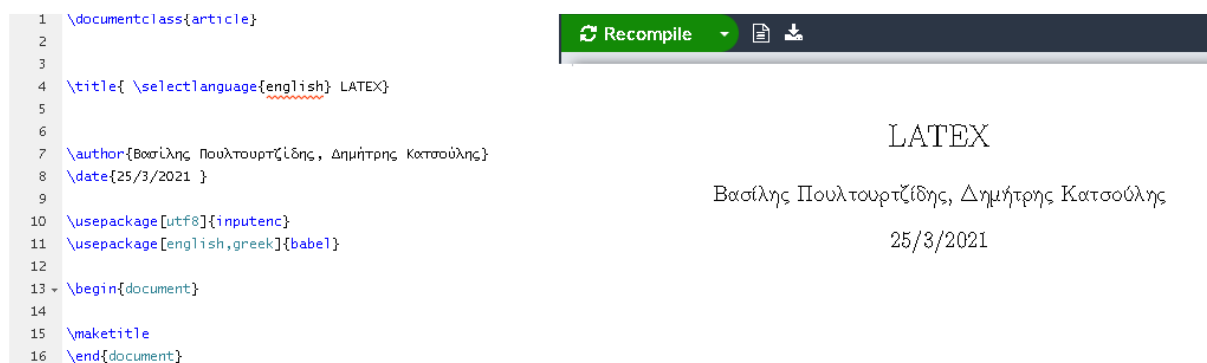 1 \documentclass{article}
2
3
4 \title{ \selectlanguage{english} LATEX}
5
6
7 \author{Βασίλης Πουλτουρτζίδης, Δημήτρης Κατσούλης}
8 \date{25/3/2021 }
9
10 \usepackage[utf8]{inputenc}
11 \usepackage[english,greek]{babel}
12
13 \begin{document}
14
15 \maketitle
16 \end{document}
Recompile
LATEX
Βασίλης Πουλτουρτζίδης, Δημήτρης Κατσούλης
25/3/2021